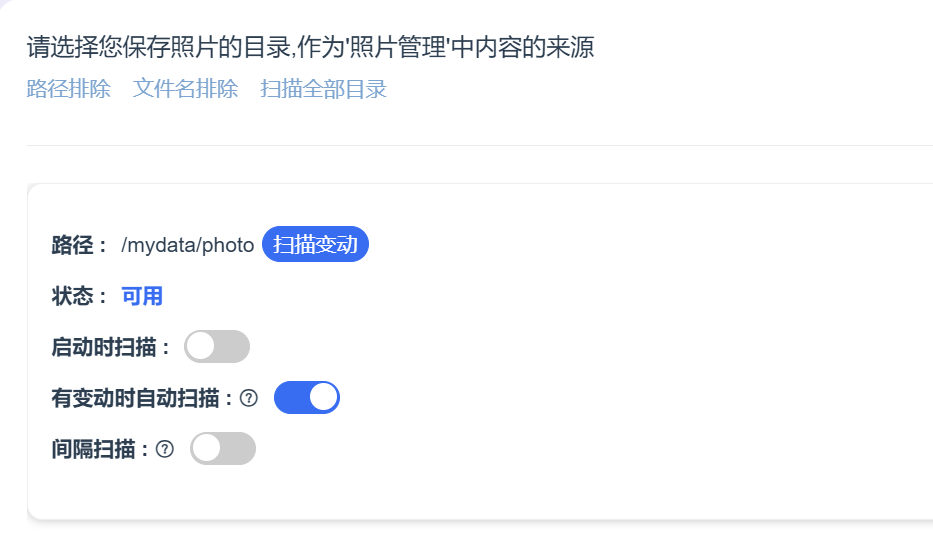 请选择您保存照片的目录,作为'照片管理'中内容的来源
路径排除 文件名排除 扫描全部目录
路径： /mydata/photo 扫描变动
状态： 可用
启动时扫描：
有变动时自动扫描：?
间隔扫描：?